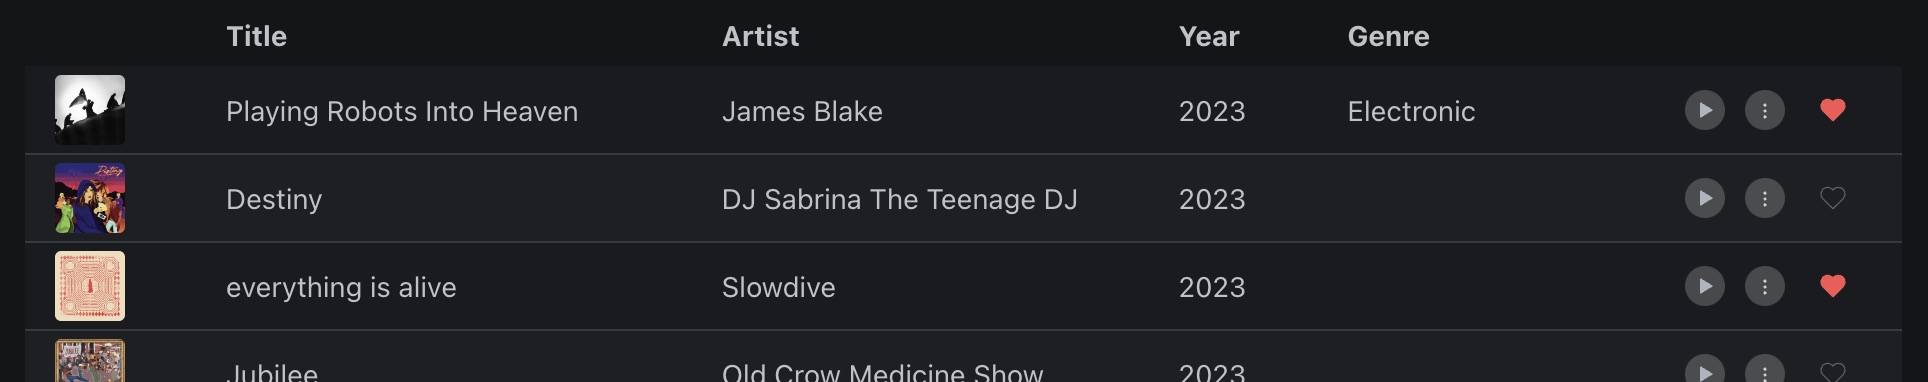 Title Artist Year Genre
Playing Robots Into Heaven James Blake 2023 Electronic
Destiny DJ Sabrina The Teenage DJ 2023
everything is alive Slowdive 2023
Jubilee Old Crow Medicine Show 2023